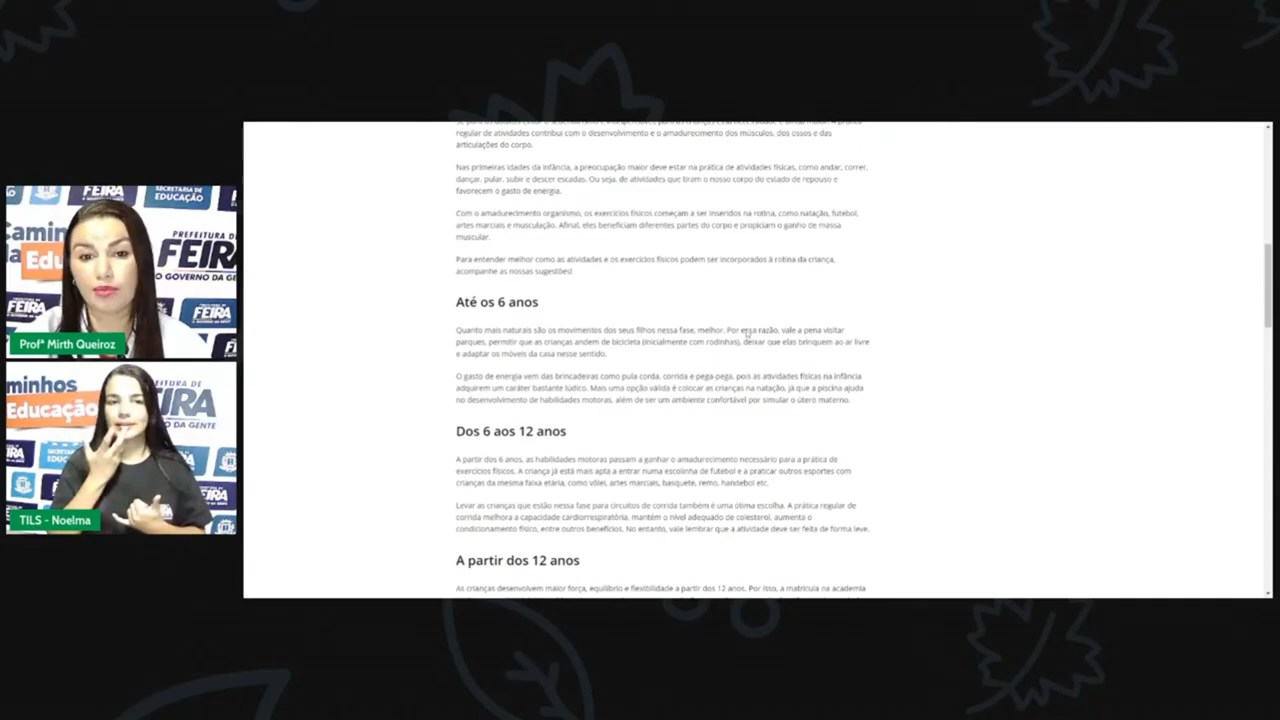 regular de atividades contribui com o desenvolvimento e o amadurecimento dos músculos, dos ossos e das
articulações do corpo.
Nas primeiras idades da infância, a preocupação maior deve estar na prática de atividades físicas, como andar, correr,
dançar, pular, subir e descer escadas. Ou seja, de atividades que tiram o nosso corpo do estado de repouso e
favorecem o gasto de energia.
Com o amadurecimento organismo, os exercícios físicos começam a ser inseridos na rotina, como natação, futebol,
artes marciais e musculação. Afinal, eles beneficiam diferentes partes do corpo e propiciam o ganho de massa
muscular.
Para entender melhor como as atividades e os exercícios físicos podem ser incorporados à rotina da criança,
acompanhe as nossas sugestões!
Até os 6 anos
Quanto mais naturais são os movimentos dos seus filhos nessa fase, melhor. Por essa razão, vale a pena visitar
parques, permitir que as crianças andem de bicicleta (inicialmente com rodinhas), deixar que elas brinquem ao ar livre
e adaptar os móveis da casa nesse sentido.
O gasto de energia vem das brincadeiras como pula corda, corrida e pega-pega, pois as atividades físicas na infância
adquirem um caráter bastante lúdico. Mais uma opção válida é colocar as crianças na natação, já que a piscina ajuda
no desenvolvimento de habilidades motoras, além de ser um ambiente confortável por simular o útero materno.
Dos 6 aos 12 anos
A partir dos 6 anos, as habilidades motoras passam a ganhar o amadurecimento necessário para a prática de
exercícios físicos. A criança já está mais apta a entrar numa escolinha de futebol e a praticar outros esportes com
crianças da mesma faixa etária, como vôlei, artes marciais, basquete, remo, handebol etc.
Levar as crianças que estão nessa fase para circuitos de corrida também é uma ótima escolha. A prática regular de
corrida melhora a capacidade cardiorrespiratória, mantém o nível adequado de colesterol, aumenta o
condicionamento físico, entre outros benefícios. No entanto, vale lembrar que a atividade deve ser feita de forma leve.
A partir dos 12 anos
As crianças desenvolvem maior força, equilíbrio e flexibilidade a partir dos 12 anos. Por isso, a matrícula na academia
FEIRA
SECRETARIA DE
EDUCAÇÃO
Camin
da
Edu
PREFEITURA DE
FEIRA
O GOVERNO DA GENTE
FEIRA
FEIRA
Profª Mirth Queiroz
minhos
Educação
DA GENTE
FEIRA
TILS - Noelma